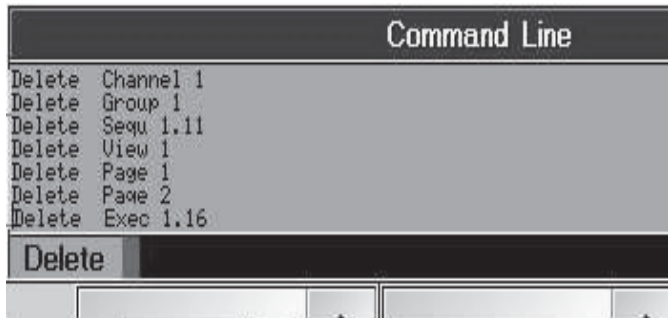 Command Line
Delete Channel 1
Delete Group 1
Delete Sequ 1.11
Delete View 1
Delete Page 1
Delete Page 2
Delete Exec 1.16
Delete